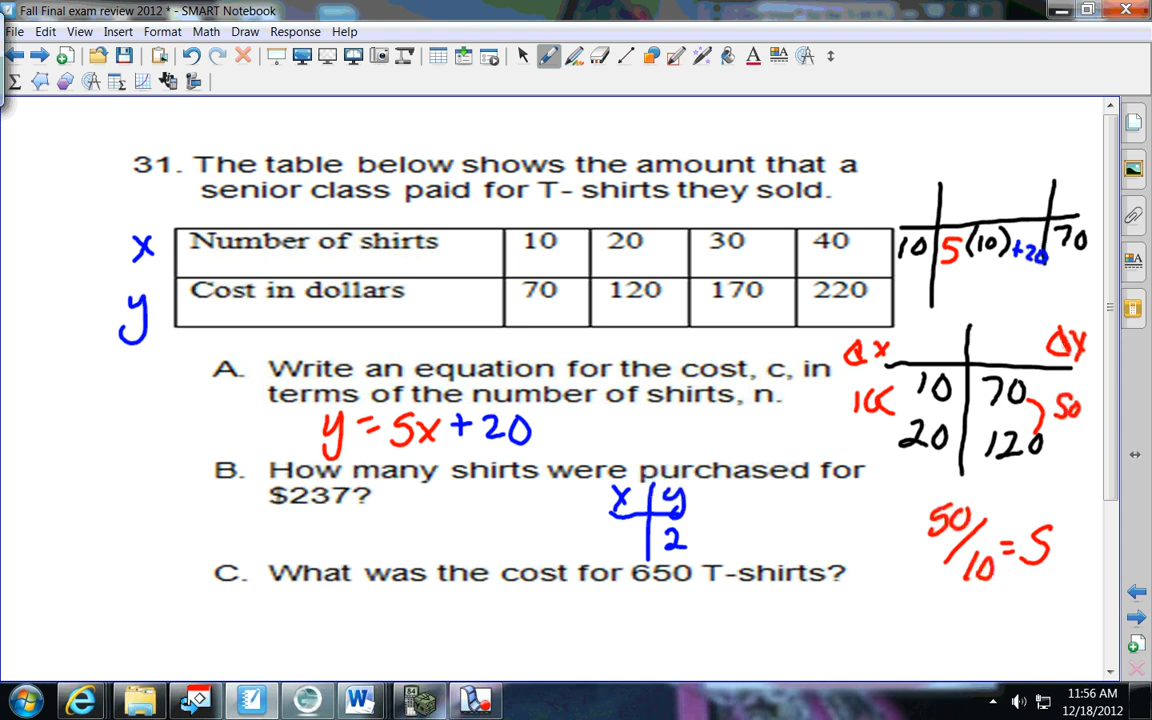 Fall Final exam review 2012 * - SMART Notebook
File Edit View Insert Format Math Draw Response Help
31. The table below shows the amount that a
senior class paid for T- shirts they sold.
x Number of shirts 10 20 30 40
y Cost in dollars 70 120 170 220
10 5(10)+20 70
A. Write an equation for the cost, c, in
terms of the number of shirts, n.
y = 5x + 20
Δx Δy
10 70
20 120
50
50/10 = 5
B. How many shirts were purchased for
$237?
x y
2
C. What was the cost for 650 T-shirts?
11:56 AM
12/18/2012